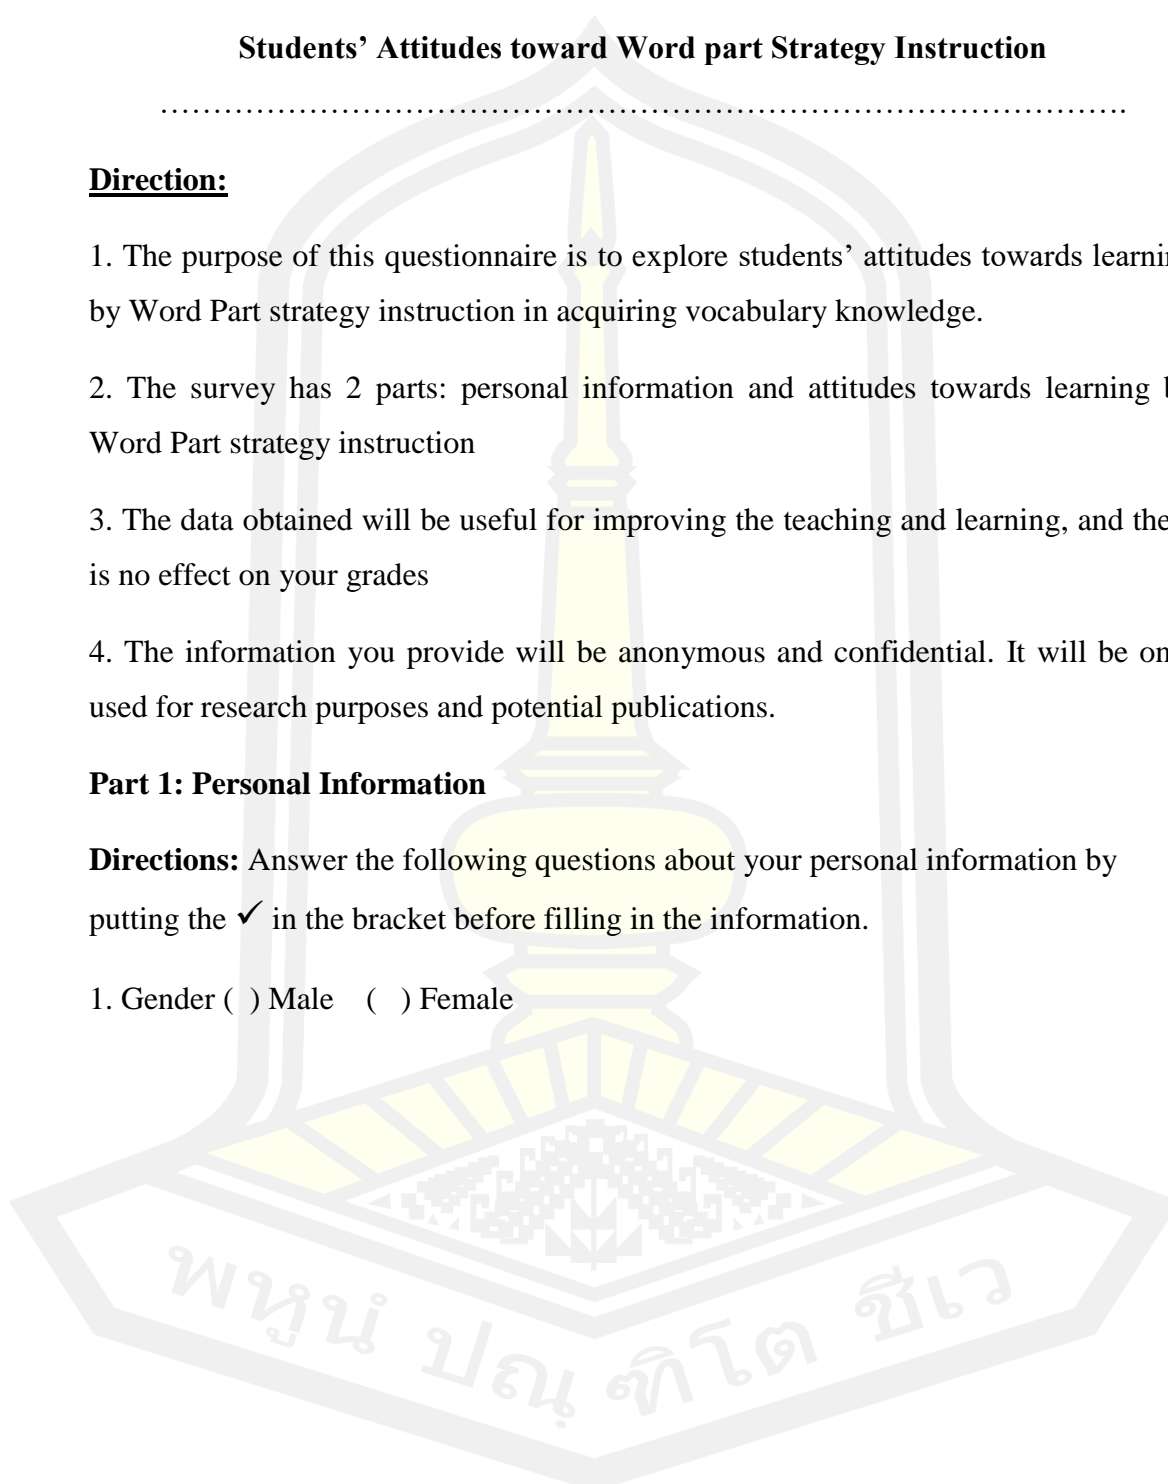 Students’ Attitudes toward Word part Strategy Instruction
……………………………………………………………………………….
Direction:
1. The purpose of this questionnaire is to explore students’ attitudes towards
by Word Part strategy instruction in acquiring vocabulary knowledge.
2. The survey has 2 parts: personal information and attitudes towards learning
Word Part strategy instruction
3. The data obtained will be useful for improving the teaching and learning, and
is no effect on your grades
4. The information you provide will be anonymous and confidential. It will be
used for research purposes and potential publications.
Part 1: Personal Information
Directions: Answer the following questions about your personal information by
putting the ✓ in the bracket before filling in the information.
1. Gender ( ) Male ( ) Female
พหูนํ ปณฺฑิโต ชีเว